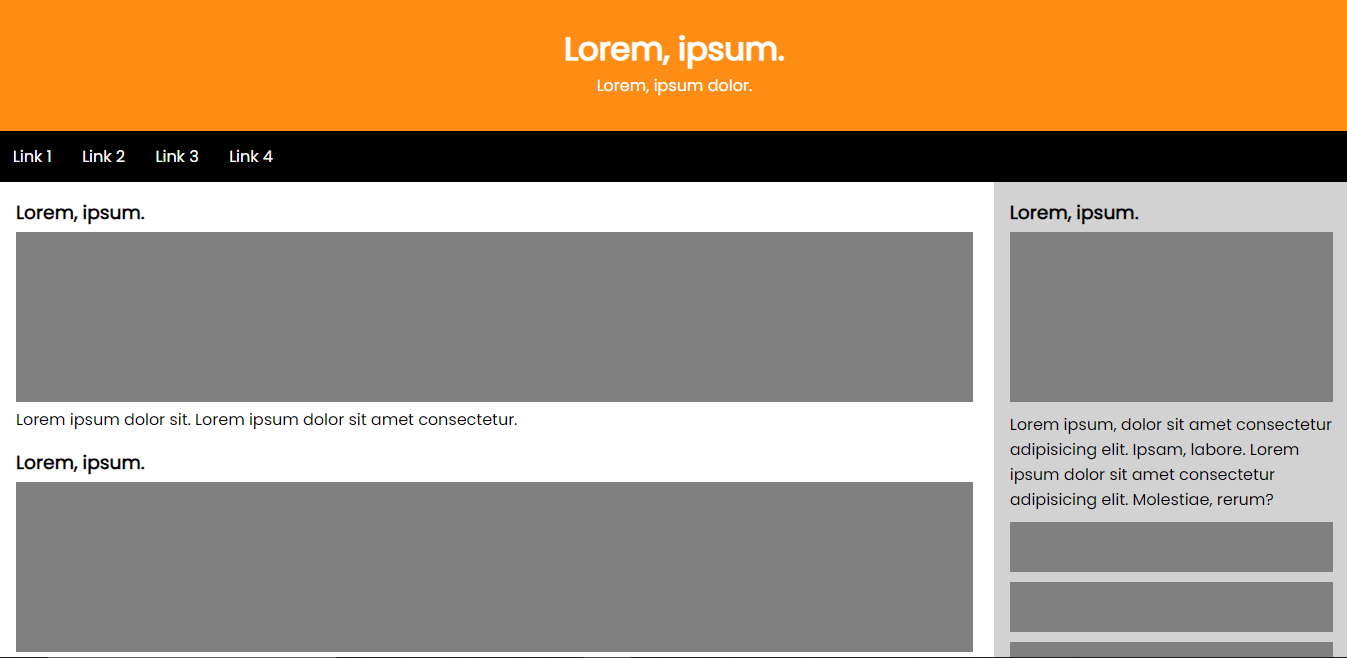 Lorem, ipsum.
Lorem, ipsum dolor.
Link 1 Link 2 Link 3 Link 4
Lorem, ipsum.
Lorem ipsum dolor sit. Lorem ipsum dolor sit amet consectetur.
Lorem, ipsum.
Lorem, ipsum.
Lorem ipsum, dolor sit amet consectetur
adipisicing elit. Ipsam, labore. Lorem
ipsum dolor sit amet consectetur
adipisicing elit. Molestiae, rerum?